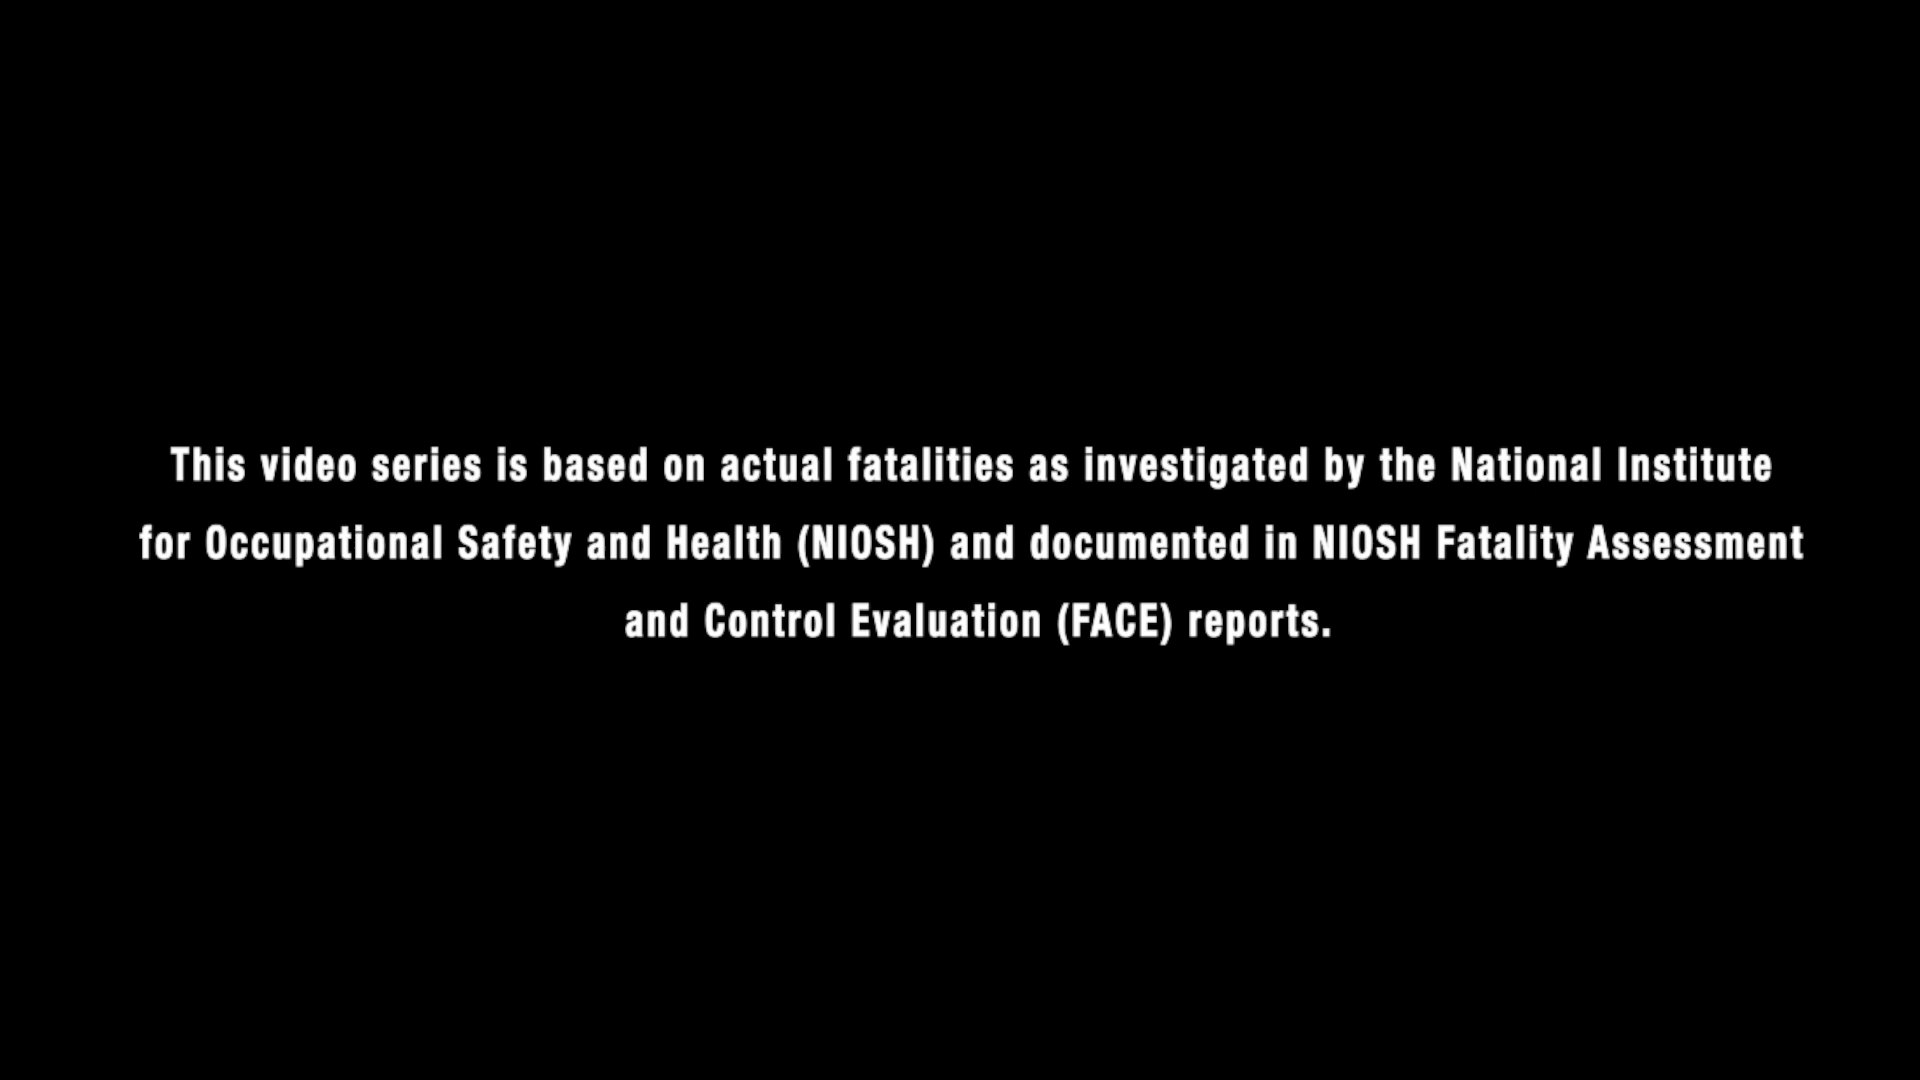 This video series is based on actual fatalities as investigated by the National Institute
for Occupational Safety and Health (NIOSH) and documented in NIOSH Fatality Assessment
and Control Evaluation (FACE) reports.